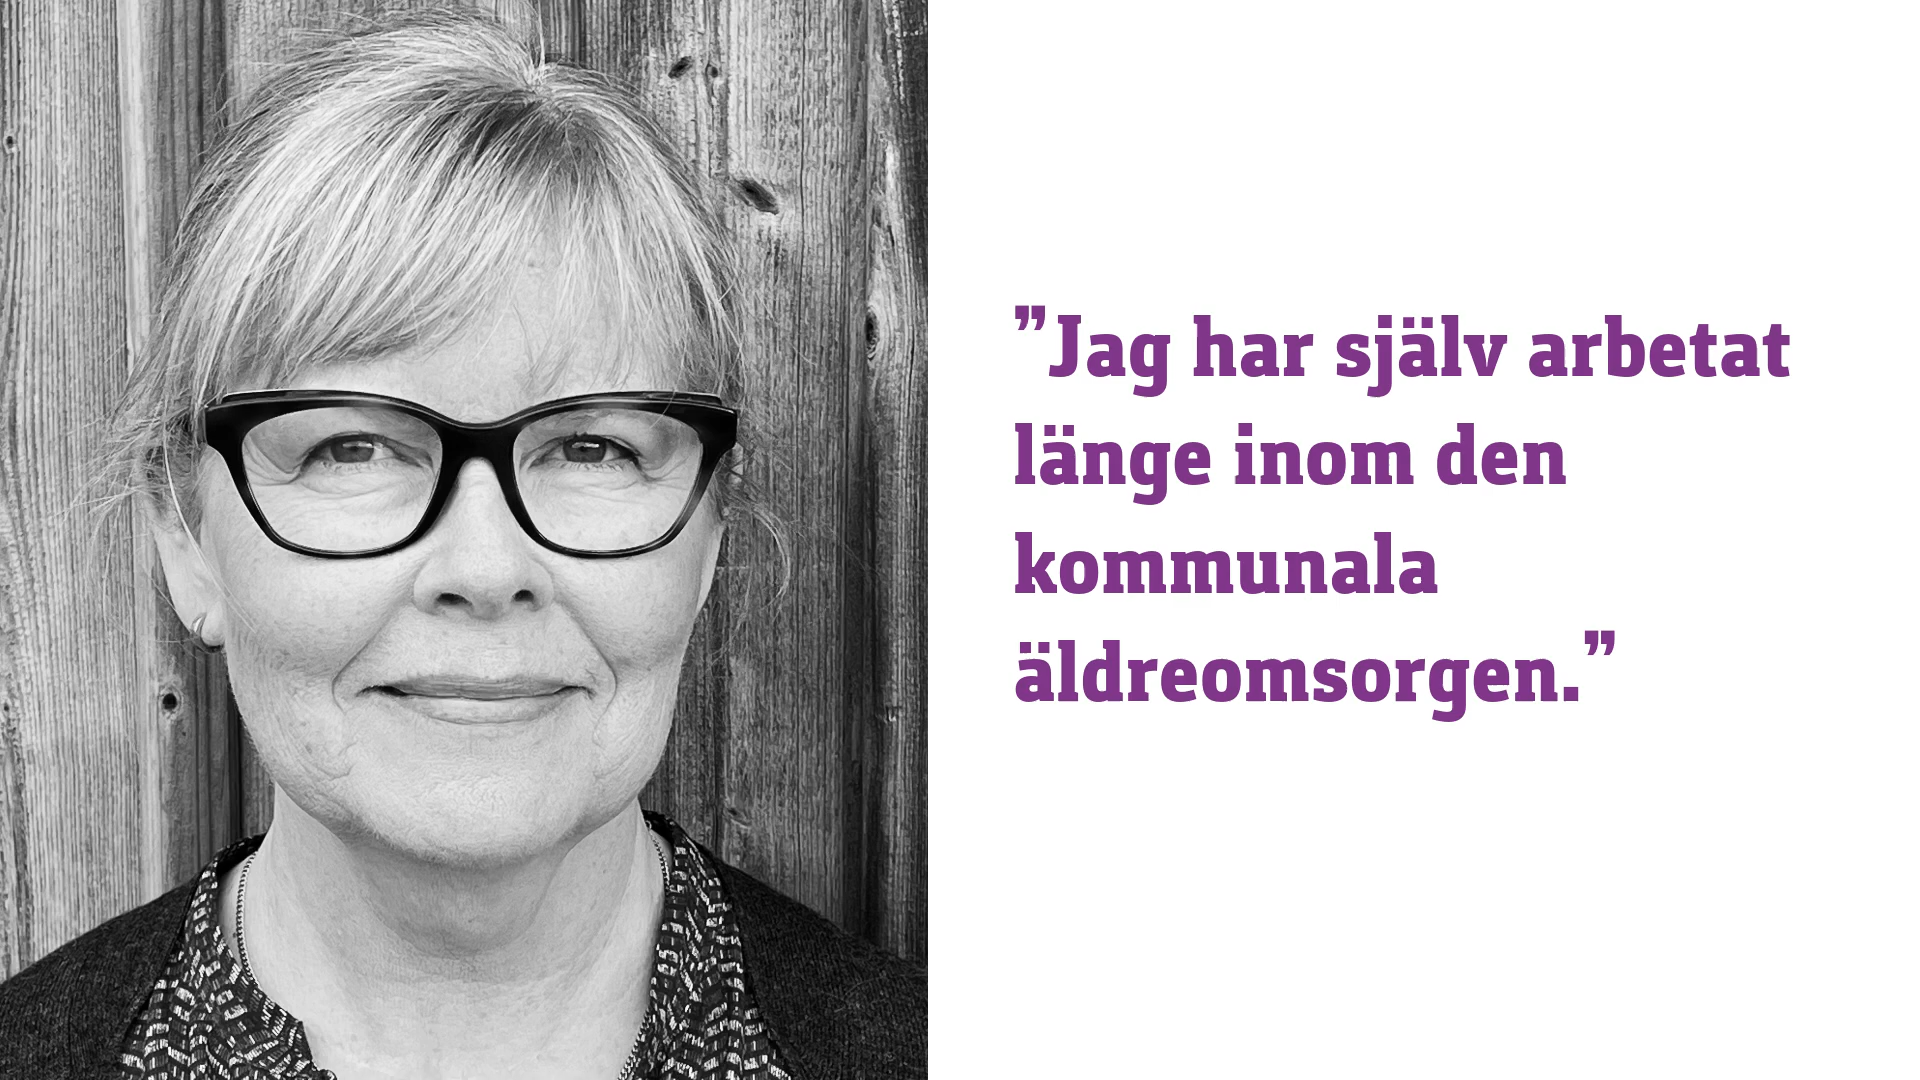 ”Jag har själv arbetat
länge inom den
kommunala
äldreomsorgen.”